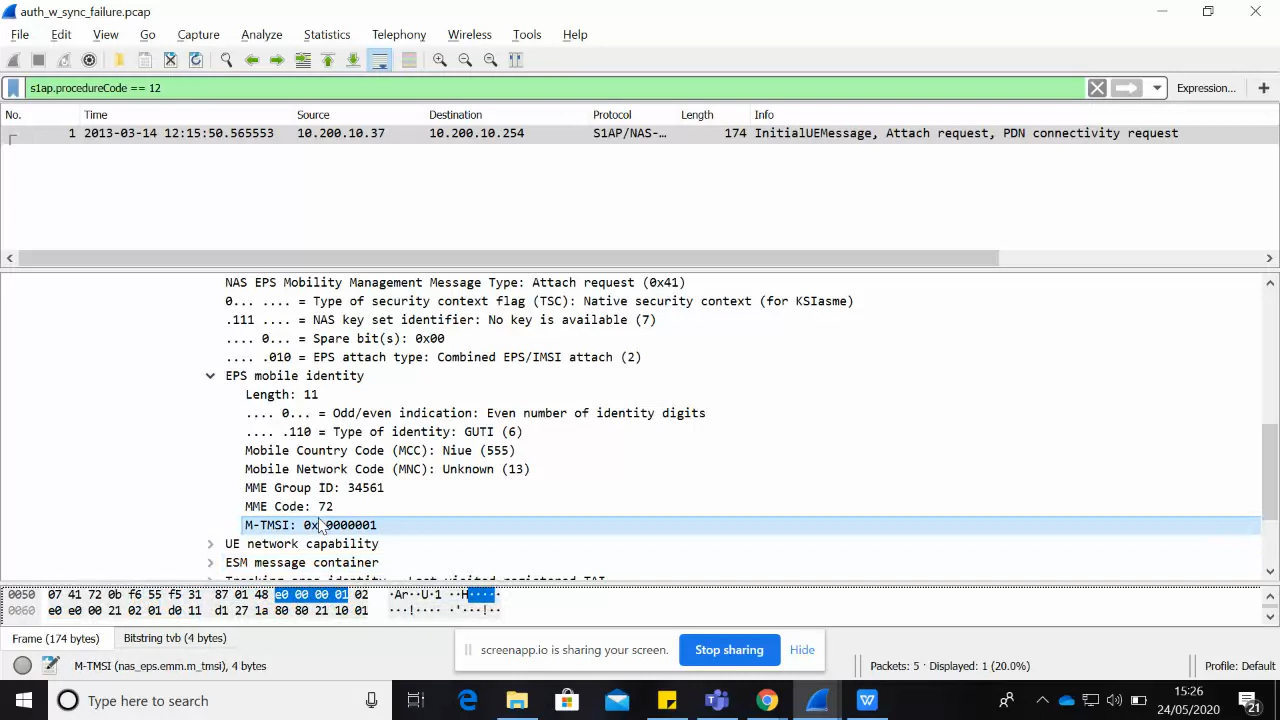 auth_w_sync_failure.pcap
File Edit View Go Capture Analyze Statistics Telephony Wireless Tools Help
s1ap.procedureCode == 12 Expression...
No. Time Source Destination Protocol Length Info
1 2013-03-14 12:15:50.565553 10.200.10.37 10.200.10.254 S1AP/NAS-… 174 InitialUEMessage, Attach request, PDN connectivity request
NAS EPS Mobility Management Message Type: Attach request (0x41)
0... .... = Type of security context flag (TSC): Native security context (for KSIasme)
.111 .... = NAS key set identifier: No key is available (7)
.... 0... = Spare bit(s): 0x00
.... .010 = EPS attach type: Combined EPS/IMSI attach (2)
EPS mobile identity
Length: 11
.... 0... = Odd/even indication: Even number of identity digits
.... .110 = Type of identity: GUTI (6)
Mobile Country Code (MCC): Niue (555)
Mobile Network Code (MNC): Unknown (13)
MME Group ID: 34561
MME Code: 72
M-TMSI:
UE network capability
ESM message container
Tracking area identity - Last visited registered TAI
0050 07 41 72 0b f6 55 f5 31 87 01 48 e0 00 00 01 02 ·Ar··U·1 ··H·····
0060 e0 e0 00 21 02 01 d0 11 d1 27 1a 80 80 21 10 01 ···!···· ·'···!··
Frame (174 bytes) Bitstring tvb (4 bytes)
screenapp.io is sharing your screen. Stop sharing Hide
M-TMSI (nas_eps.emm.m_tmsi), 4 bytes Packets: 5 · Displayed: 1 (20.0%) Profile: Default
Type here to search 15:26
24/05/2020 21